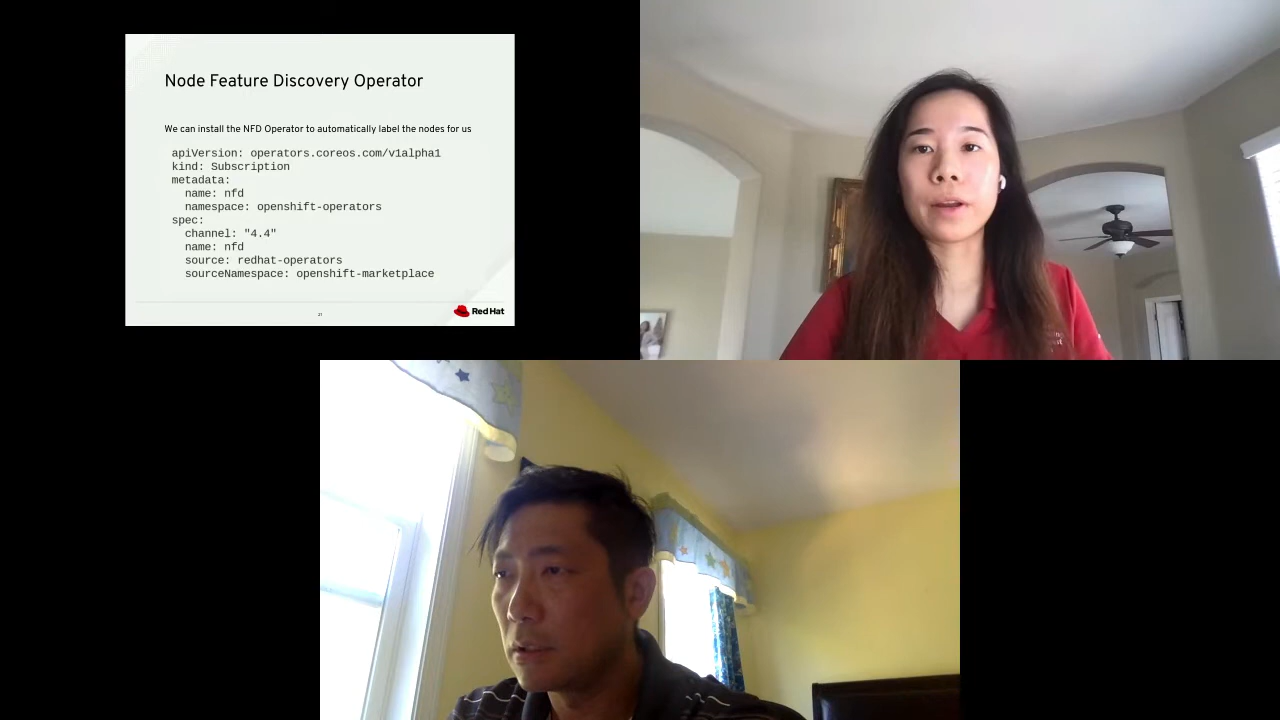 Node Feature Discovery Operator
We can install the NFD Operator to automatically label the nodes for us
apiVersion: operators.coreos.com/v1alpha1
kind: Subscription
metadata:
  name: nfd
  namespace: openshift-operators
spec:
  channel: "4.4"
  name: nfd
  source: redhat-operators
  sourceNamespace: openshift-marketplace
Red Hat